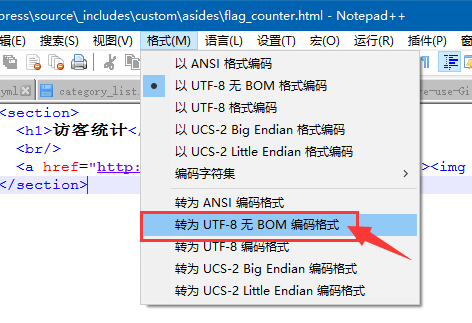 press\source\_includes\custom\asides\flag_counter.html - Notepad++
(E) 搜索(S) 视图(V) 格式(M) 语言(L) 设置(T) 宏(O) 运行(R) 插件(P) 窗口
yml category_list. re-use-Gi
以 ANSI 格式编码
<section> 以 UTF-8 无 BOM 格式编码
<h1>访客统计</ 以 UTF-8 格式编码
<br/> 以 UCS-2 Big Endian 格式编码
<a href="http: 以 UCS-2 Little Endian 格式编码 ><img
</section> 编码字符集
转为 ANSI 编码格式
转为 UTF-8 无 BOM 编码格式
转为 UTF-8 编码格式
转为 UCS-2 Big Endian 编码格式
转为 UCS-2 Little Endian 编码格式